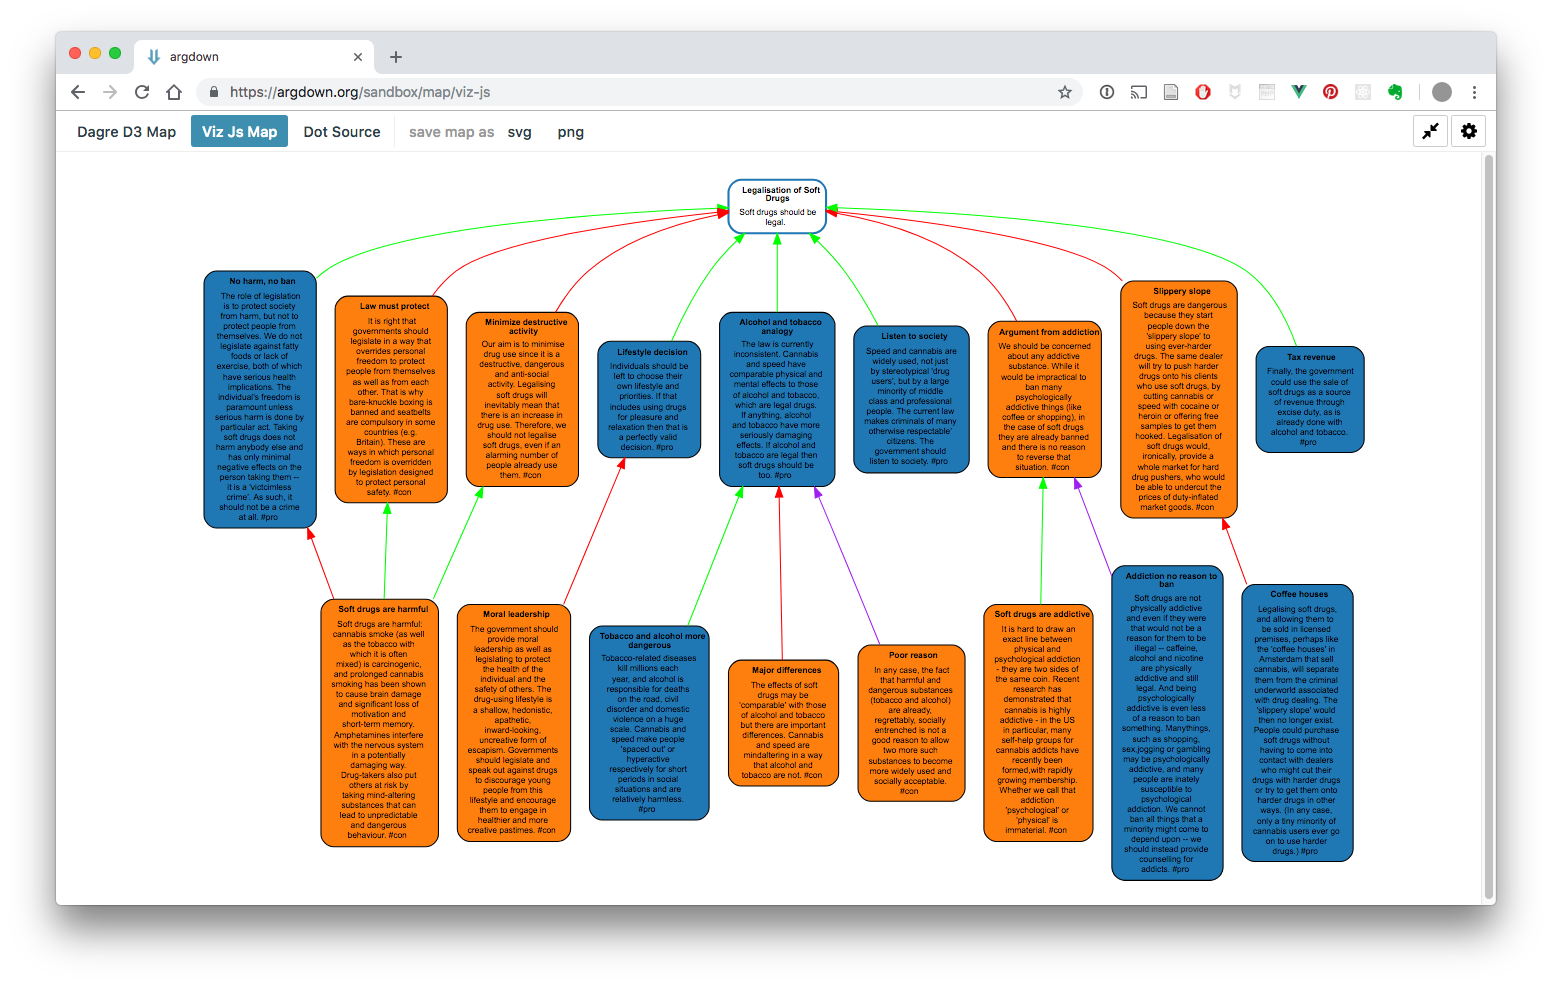 argdown
https://argdown.org/sandbox/map/viz-js
Dagre D3 Map
Viz Js Map
Dot Source
save map as
svg
png
Legalisation of Soft
Drugs
Soft drugs should be
legal.
No harm, no ban
The role of legislation
is to protect society
from harm, but not to
protect people from
themselves. We do not
legislate against fatty
foods or lack of
exercise, both of which
have serious health
implications. The
individual's freedom is
paramount unless
serious harm is done by
particular act. Taking
soft drugs does not
harm anybody else and
has only minimal
negative effects on the
person taking them --
it is a 'victcimless
crime'. As such, it
should not be a crime
at all. #pro
Law must protect
It is right that
governments should
legislate in a way that
overrides personal
freedom to protect
people from themselves
as well as from each
other. That is why
bare-knuckle boxing is
banned and seatbelts
are compulsory in some
countries (e.g.
Britain). These are
ways in which personal
freedom is overridden
by legislation designed
to protect personal
safety. #con
Minimize destructive
activity
Our aim is to minimise
drug use since it is a
destructive, dangerous
and anti-social
activity. Legalising
soft drugs will
inevitably mean that
there is an increase in
drug use. Therefore, we
should not legalise
soft drugs, even if an
alarming number of
people already use
them. #con
Lifestyle decision
Individuals should be
left to choose their
own lifestyle and
priorities. If that
includes using drugs
for pleasure and
relaxation then that is
a perfectly valid
decision. #pro
Alcohol and tobacco
analogy
The law is currently
inconsistent. Cannabis
and speed have
comparable physical and
mental effects to those
of alcohol and tobacco,
which are legal drugs.
If anything, alcohol
and tobacco have more
seriously damaging
effects. If alcohol and
tobacco are legal then
soft drugs should be
too. #pro
Listen to society
Speed and cannabis are
widely used, not just
by stereotypical 'drug
users', but by a large
minority of middle
class and professional
people. The current law
makes criminals of many
otherwise respectable'
citizens. The
government should
listen to society. #pro
Argument from addiction
We should be concerned
about any addictive
substance. While it
would be impractical to
ban many
psychologically
addictive things (like
coffee or shopping), in
the case of soft drugs
they are already banned
and there is no reason
to reverse that
situation. #con
Slippery slope
Soft drugs are dangerous
because they start
people down the
'slippery slope' to
using ever-harder
drugs. The same dealer
will try to push harder
drugs onto his clients
who use soft drugs, by
cutting cannabis or
speed with cocaine or
heroin or offering free
samples to get them
hooked. Legalisation of
soft drugs would,
ironically, provide a
whole market for hard
drug pushers, who would
be able to undercut the
prices of duty-inflated
market goods. #con
Tax revenue
Finally, the government
could use the sale of
soft drugs as a source
of revenue through
excise duty, as is
already done with
alcohol and tobacco.
#pro
Soft drugs are harmful
Soft drugs are harmful:
cannabis smoke (as well
as the tobacco with
which it is often
mixed) is carcinogenic,
and prolonged cannabis
smoking has been shown
to cause brain damage
and significant loss of
motivation and
short-term memory.
Amphetamines interfere
with the nervous system
in a potentially
damaging way.
Drug-takers also put
others at risk by
taking mind-altering
substances that can
lead to unpredictable
and dangerous
behaviour. #con
Moral leadership
The government should
provide moral
leadership as well as
legislating to protect
the health of the
individual and the
safety of others. The
drug-using lifestyle is
a shallow, hedonistic,
apathetic,
inward-looking,
uncreative form of
escapism. Governments
should legislate and
speak out against drugs
to discourage young
people from this
lifestyle and encourage
them to engage in
healthier and more
creative pastimes. #con
Tobacco and alcohol more
dangerous
Tobacco-related diseases
kill millions each
year, and alcohol is
responsible for deaths
on the road, civil
disorder and domestic
violence on a huge
scale. Cannabis and
speed make people
'spaced out' or
hyperactive
respectively for short
periods in social
situations and are
relatively harmless.
#pro
Major differences
The effects of soft
drugs may be
'comparable' with those
of alcohol and tobacco
but there are important
differences. Cannabis
and speed are
mindaltering in a way
that alcohol and
tobacco are not. #con
Poor reason
In any case, the fact
that harmful and
dangerous substances
(tobacco and alcohol)
are already,
regrettably, socially
entrenched is not a
good reason to allow
two more such
substances to become
more widely used and
socially acceptable.
#con
Soft drugs are addictive
It is hard to draw an
exact line between
physical and
psychological addiction
- they are two sides of
the same coin. Recent
research has
demonstrated that
cannabis is highly
addictive - in the US
in particular, many
self-help groups for
cannabis addicts have
recently been
formed,with rapidly
growing membership.
Whether we call that
addiction
'psychological' or
'physical' is
immaterial. #con
Addiction no reason to
ban
Soft drugs are not
physically addictive
and even if they were
that would not be a
reason for them to be
illegal -- caffeine,
alcohol and nicotine
are physically
addictive and still
legal. And being
psychologically
addictive is even less
of a reason to ban
something. Manythings,
such as shopping,
sex,jogging or gambling
may be psychologically
addictive, and many
people are inately
susceptible to
psychological
addiction. We cannot
ban all things that a
minority might come to
depend upon -- we
should instead provide
counselling for
addicts. #pro
Coffee houses
Legalising soft drugs,
and allowing them to
be sold in licensed
premises, perhaps like
the 'coffee houses' in
Amsterdam that sell
cannabis, will separate
them from the criminal
underworld associated
with drug dealing. The
'slippery slope' would
then no longer exist.
People could purchase
soft drugs without
having to come into
contact with dealers
who might cut their
drugs with harder drugs
or try to get them onto
harder drugs in other
ways. (In any case,
only a tiny minority of
cannabis users ever go
on to use harder
drugs.) #pro